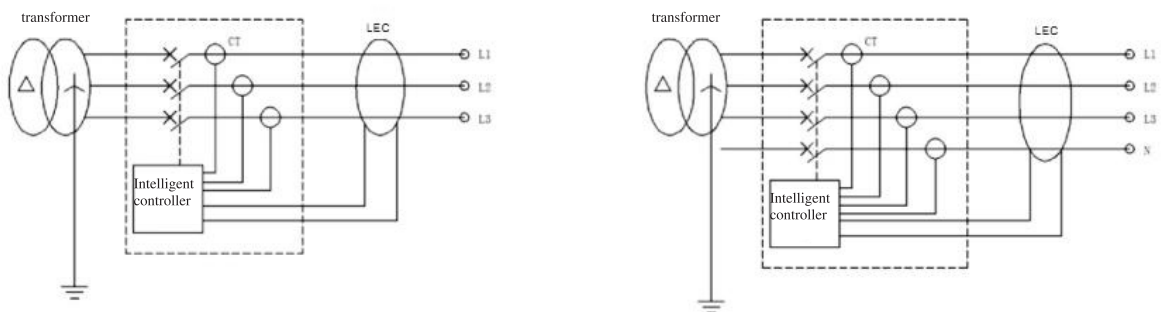 transformer
CT
LEC
L1
L2
L3
Intelligent
controller
transformer
CT
LEC
L1
L2
L3
N
Intelligent
controller